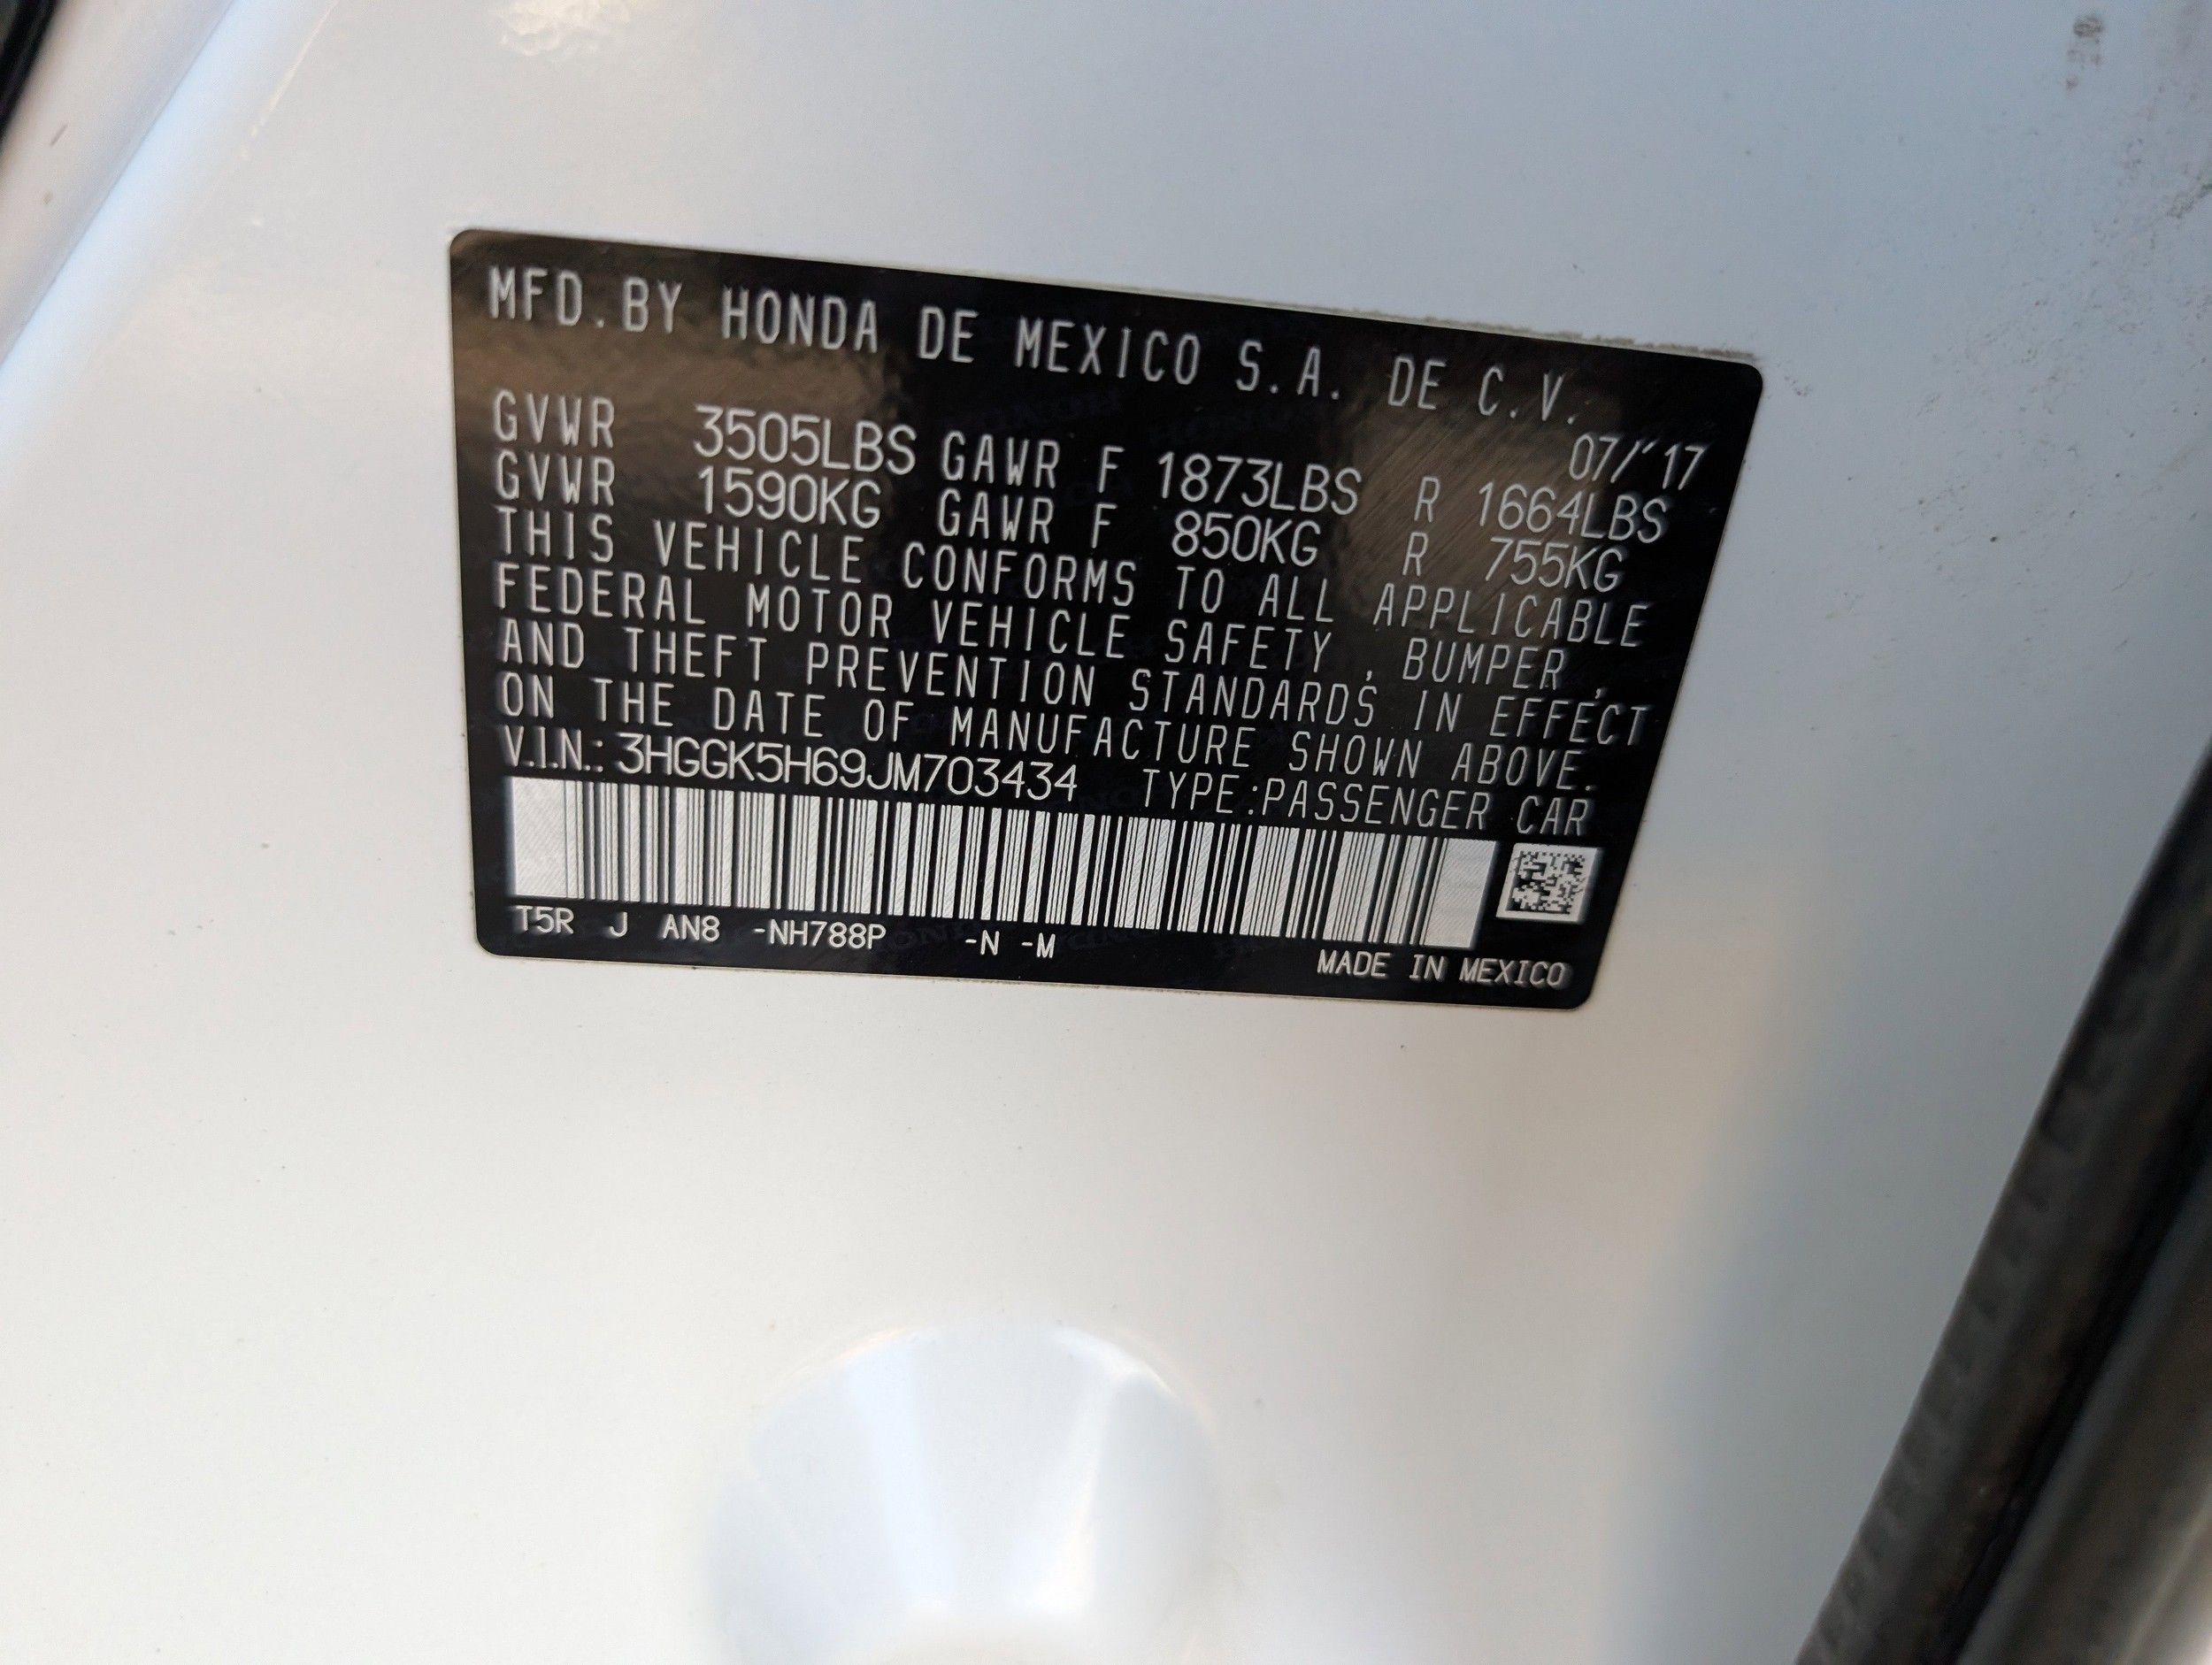 MFD.BY HONDA DE MEXICO S.A. DE C.V.
07/'17
GVWR 3505LBS GAWR F 1873LBS R 1664LBS
GVWR 1590KG GAWR F 850KG R 755KG
THIS VEHICLE CONFORMS TO ALL APPLICABLE
FEDERAL MOTOR VEHICLE SAFETY, BUMPER,
AND THEFT PREVENTION STANDARDS IN EFFECT
ON THE DATE OF MANUFACTURE SHOWN ABOVE.
V.I.N.: 3HGGK5H69JM703434 TYPE:PASSENGER CAR
T5R J AN8 -NH788P -N -M
MADE IN MEXICO